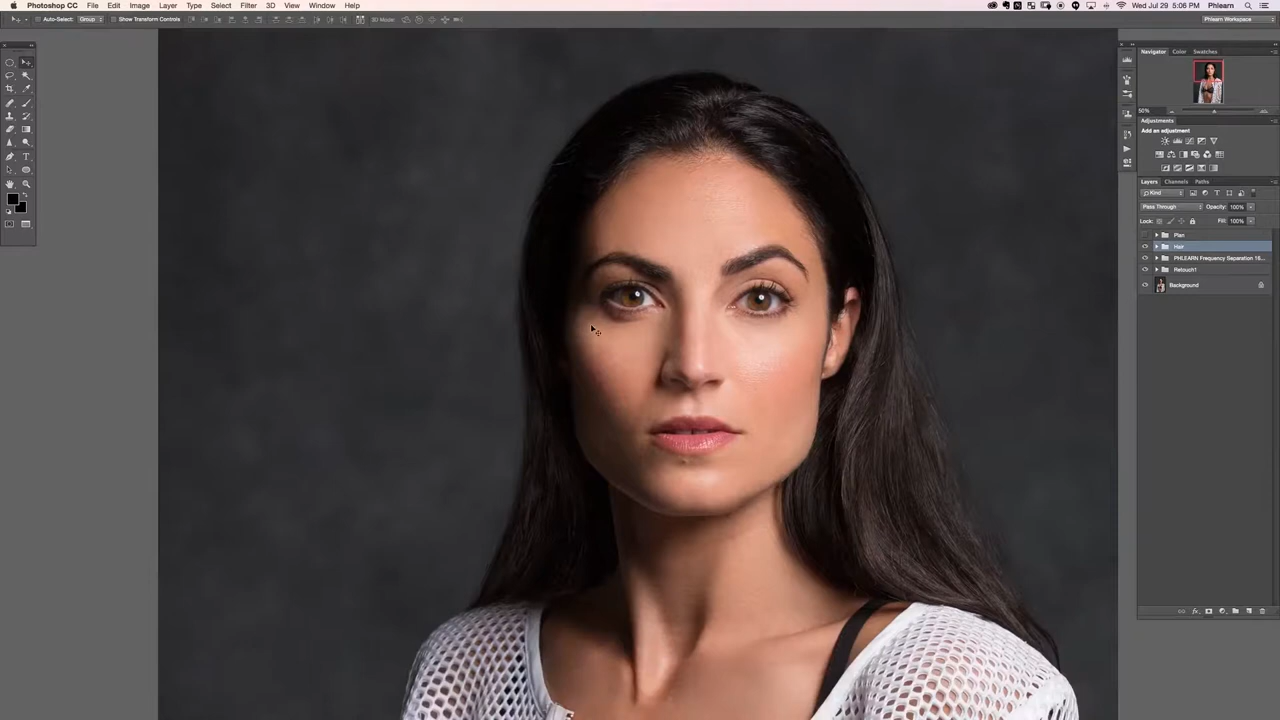 Photoshop CC File Edit Image Layer Type Select Filter 3D View Window Help
Wed Jul 29 5:06 PM Phlearn
Auto-Select: Group Show Transform Controls 3D Mode: Phlearn Workspace
Navigator Color Swatches
50%
Adjustments
Add an adjustment
Layers Channels Paths
Kind
Pass Through Opacity: 100%
Lock: Fill: 100%
Plan
Hair
PHLEARN Frequency Separation 16...
Retouch1
Background